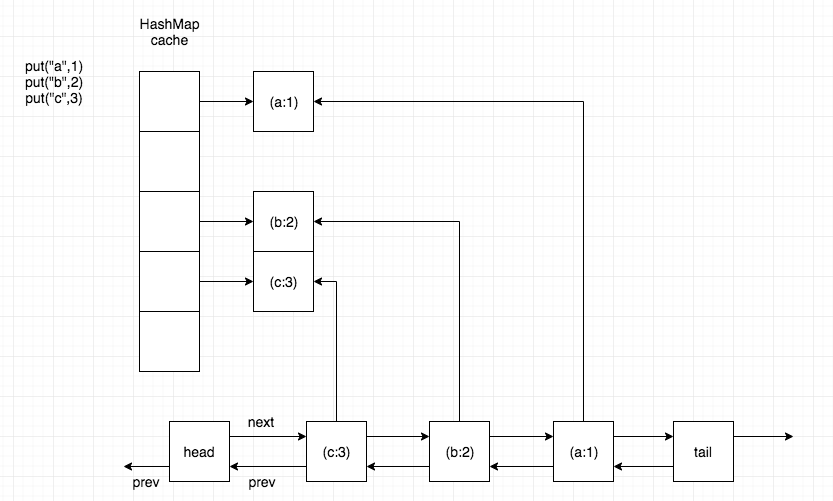 HashMap
cache
put("a",1)
put("b",2)
put("c",3)
(a:1)
(b:2)
(c:3)
next
head
(c:3)
(b:2)
(a:1)
tail
prev
prev